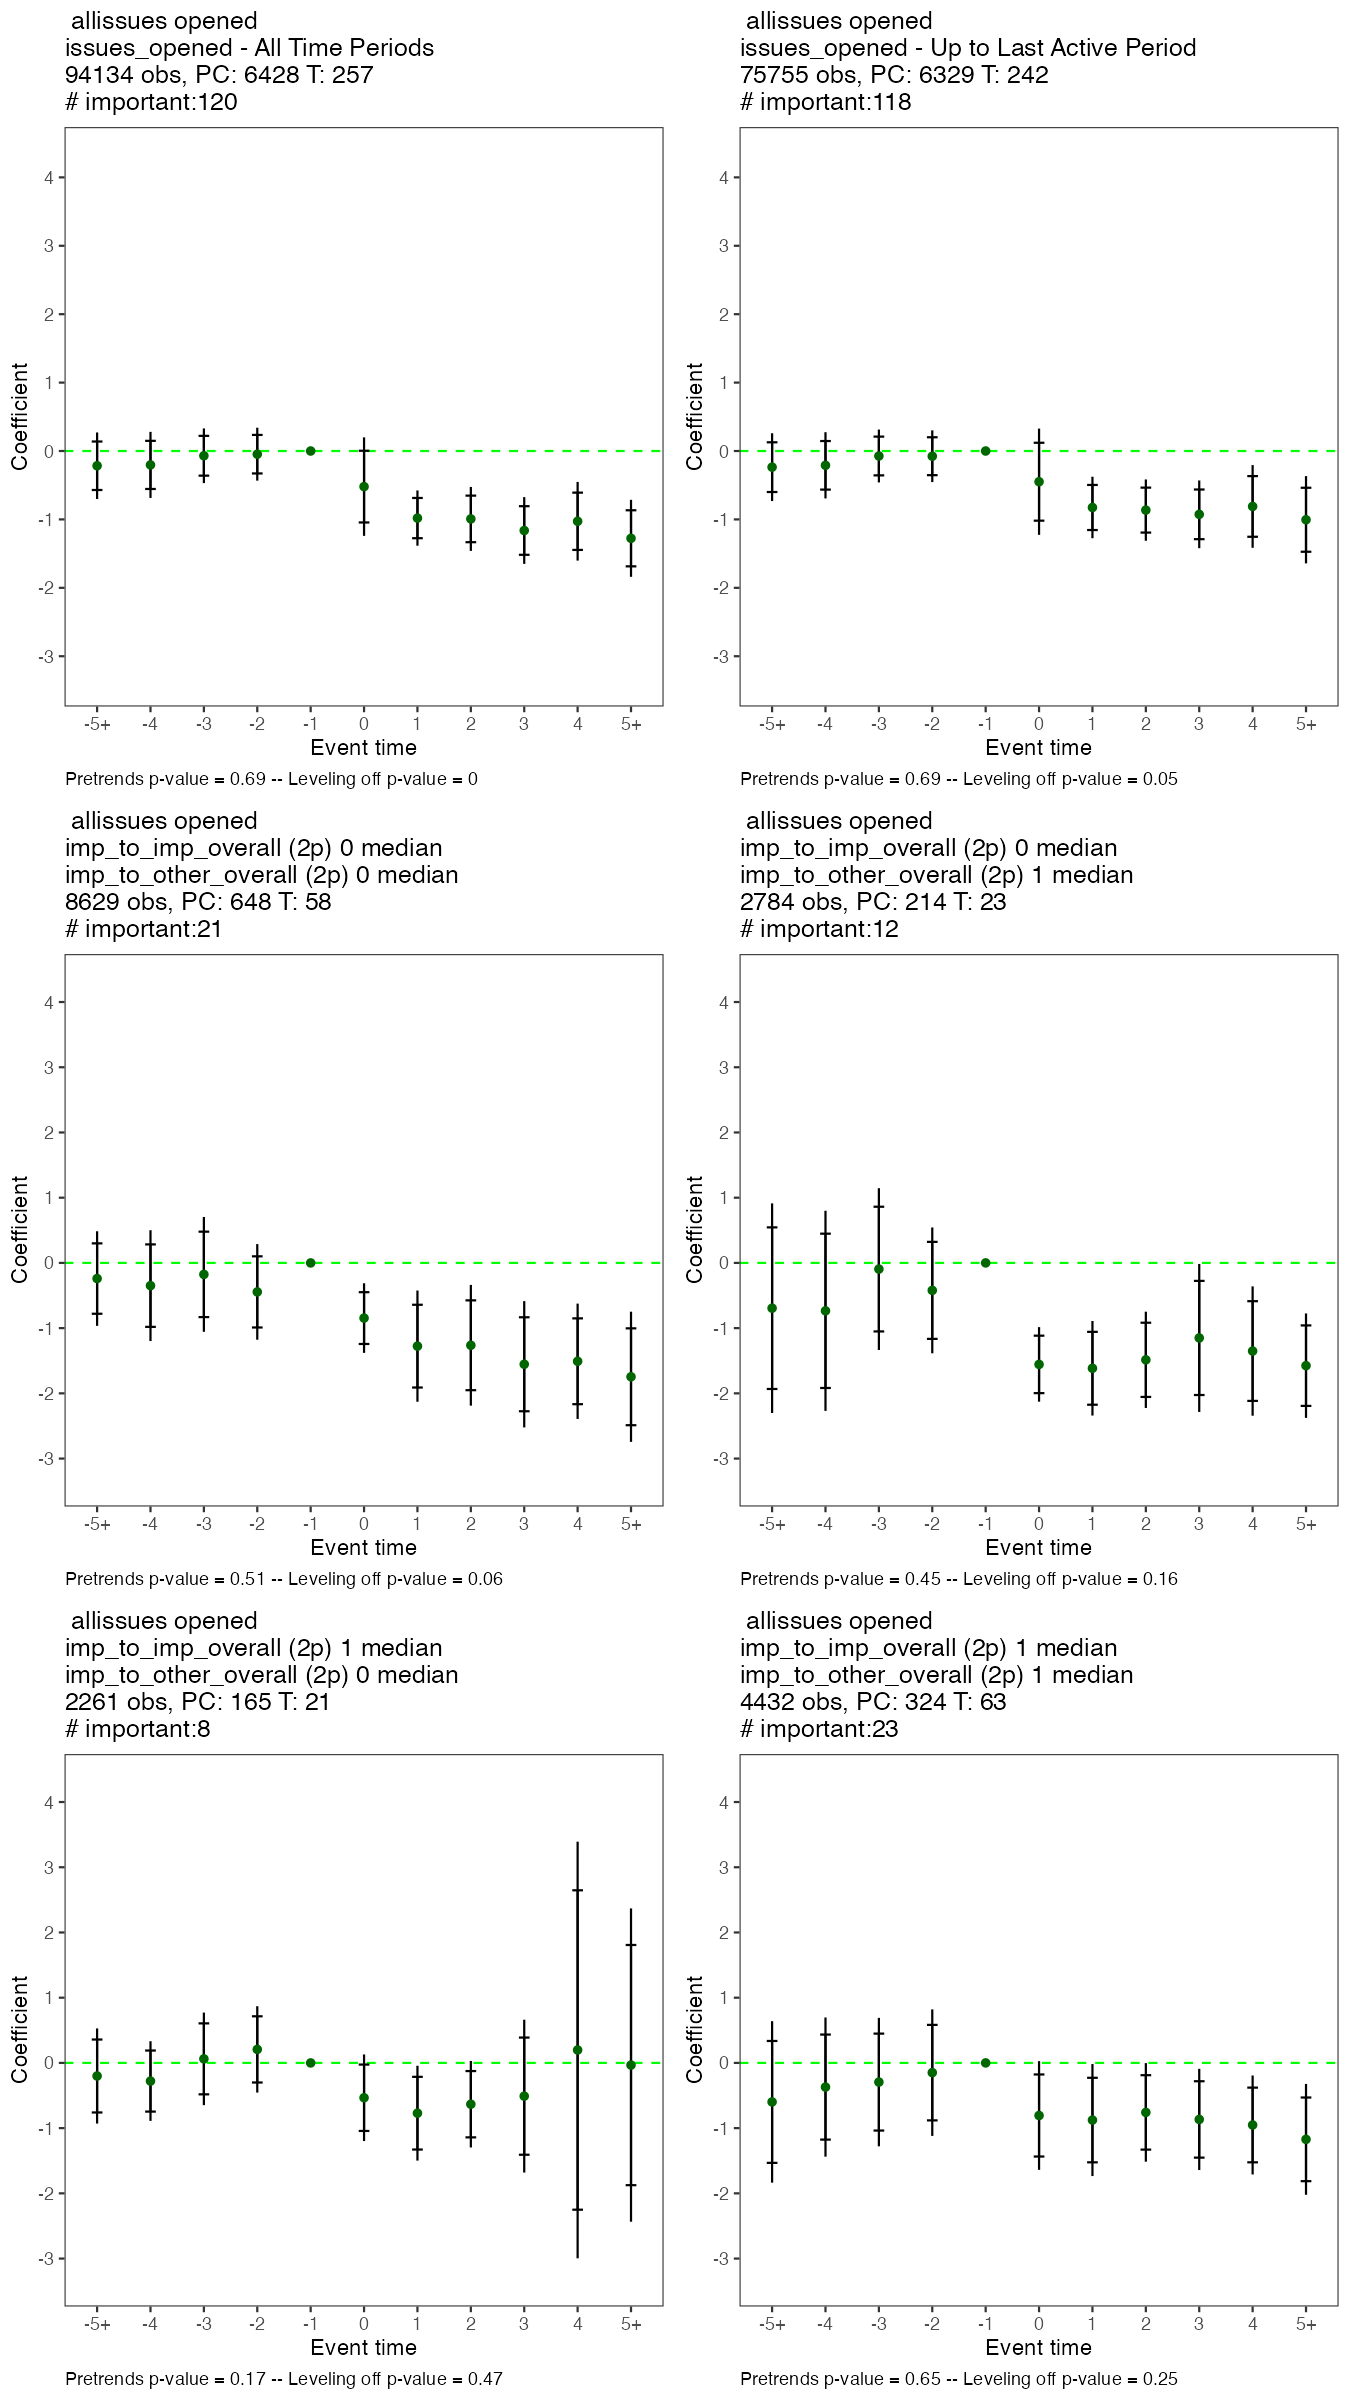 allissues opened
issues_opened - All Time Periods
94134 obs, PC: 6428 T: 257
# important:120
Coefficient
4
3
2
1
0
-1
-2
-3
-5+ -4 -3 -2 -1 0 1 2 3 4 5+
Event time
Pretrends p-value = 0.69 -- Leveling off p-value = 0
allissues opened
issues_opened - Up to Last Active Period
75755 obs, PC: 6329 T: 242
# important:118
Coefficient
4
3
2
1
0
-1
-2
-3
-5+ -4 -3 -2 -1 0 1 2 3 4 5+
Event time
Pretrends p-value = 0.69 -- Leveling off p-value = 0.05
allissues opened
imp_to_imp_overall (2p) 0 median
imp_to_other_overall (2p) 0 median
8629 obs, PC: 648 T: 58
# important:21
Coefficient
4
3
2
1
0
-1
-2
-3
-5+ -4 -3 -2 -1 0 1 2 3 4 5+
Event time
Pretrends p-value = 0.51 -- Leveling off p-value = 0.06
allissues opened
imp_to_imp_overall (2p) 0 median
imp_to_other_overall (2p) 1 median
2784 obs, PC: 214 T: 23
# important:12
Coefficient
4
3
2
1
0
-1
-2
-3
-5+ -4 -3 -2 -1 0 1 2 3 4 5+
Event time
Pretrends p-value = 0.45 -- Leveling off p-value = 0.16
allissues opened
imp_to_imp_overall (2p) 1 median
imp_to_other_overall (2p) 0 median
2261 obs, PC: 165 T: 21
# important:8
Coefficient
4
3
2
1
0
-1
-2
-3
-5+ -4 -3 -2 -1 0 1 2 3 4 5+
Event time
Pretrends p-value = 0.17 -- Leveling off p-value = 0.47
allissues opened
imp_to_imp_overall (2p) 1 median
imp_to_other_overall (2p) 1 median
4432 obs, PC: 324 T: 63
# important:23
Coefficient
4
3
2
1
0
-1
-2
-3
-5+ -4 -3 -2 -1 0 1 2 3 4 5+
Event time
Pretrends p-value = 0.65 -- Leveling off p-value = 0.25